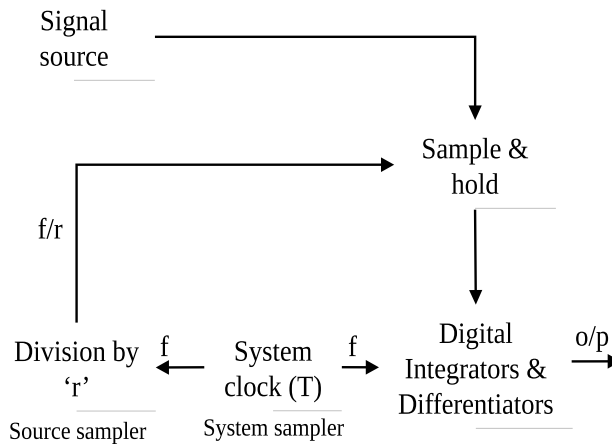 Signal
source
Sample &
hold
f/r
Division by
‘r’
Source sampler
f
System
clock (T)
System sampler
f
Digital
Integrators &
Differentiators
o/p